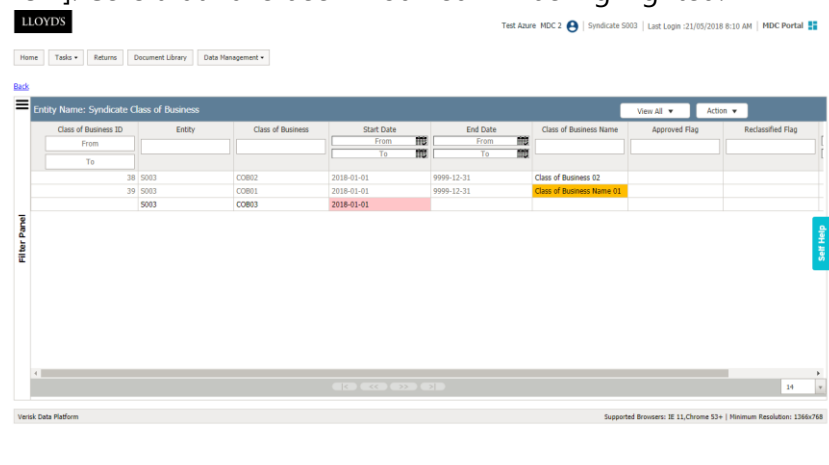 LLOYD'S
Test Azure MDC 2 | Syndicate S003 | Last Login :21/05/2018 8:10 AM | MDC Portal
Home Tasks Returns Document Library Data Management
Back
Entity Name: Syndicate Class of Business View All Action
Class of Business ID Entity Class of Business Start Date End Date Class of Business Name Approved Flag Reclassified Flag
From From From
To To To
38 S003 COB02 2018-01-01 9999-12-31 Class of Business 02
39 S003 COB01 2018-01-01 9999-12-31 Class of Business Name 01
S003 COB03 2018-01-01
Filter Panel
Self Help
14
Verisk Data Platform Supported Browsers: IE 11,Chrome 53+ | Minimum Resolution: 1366x768